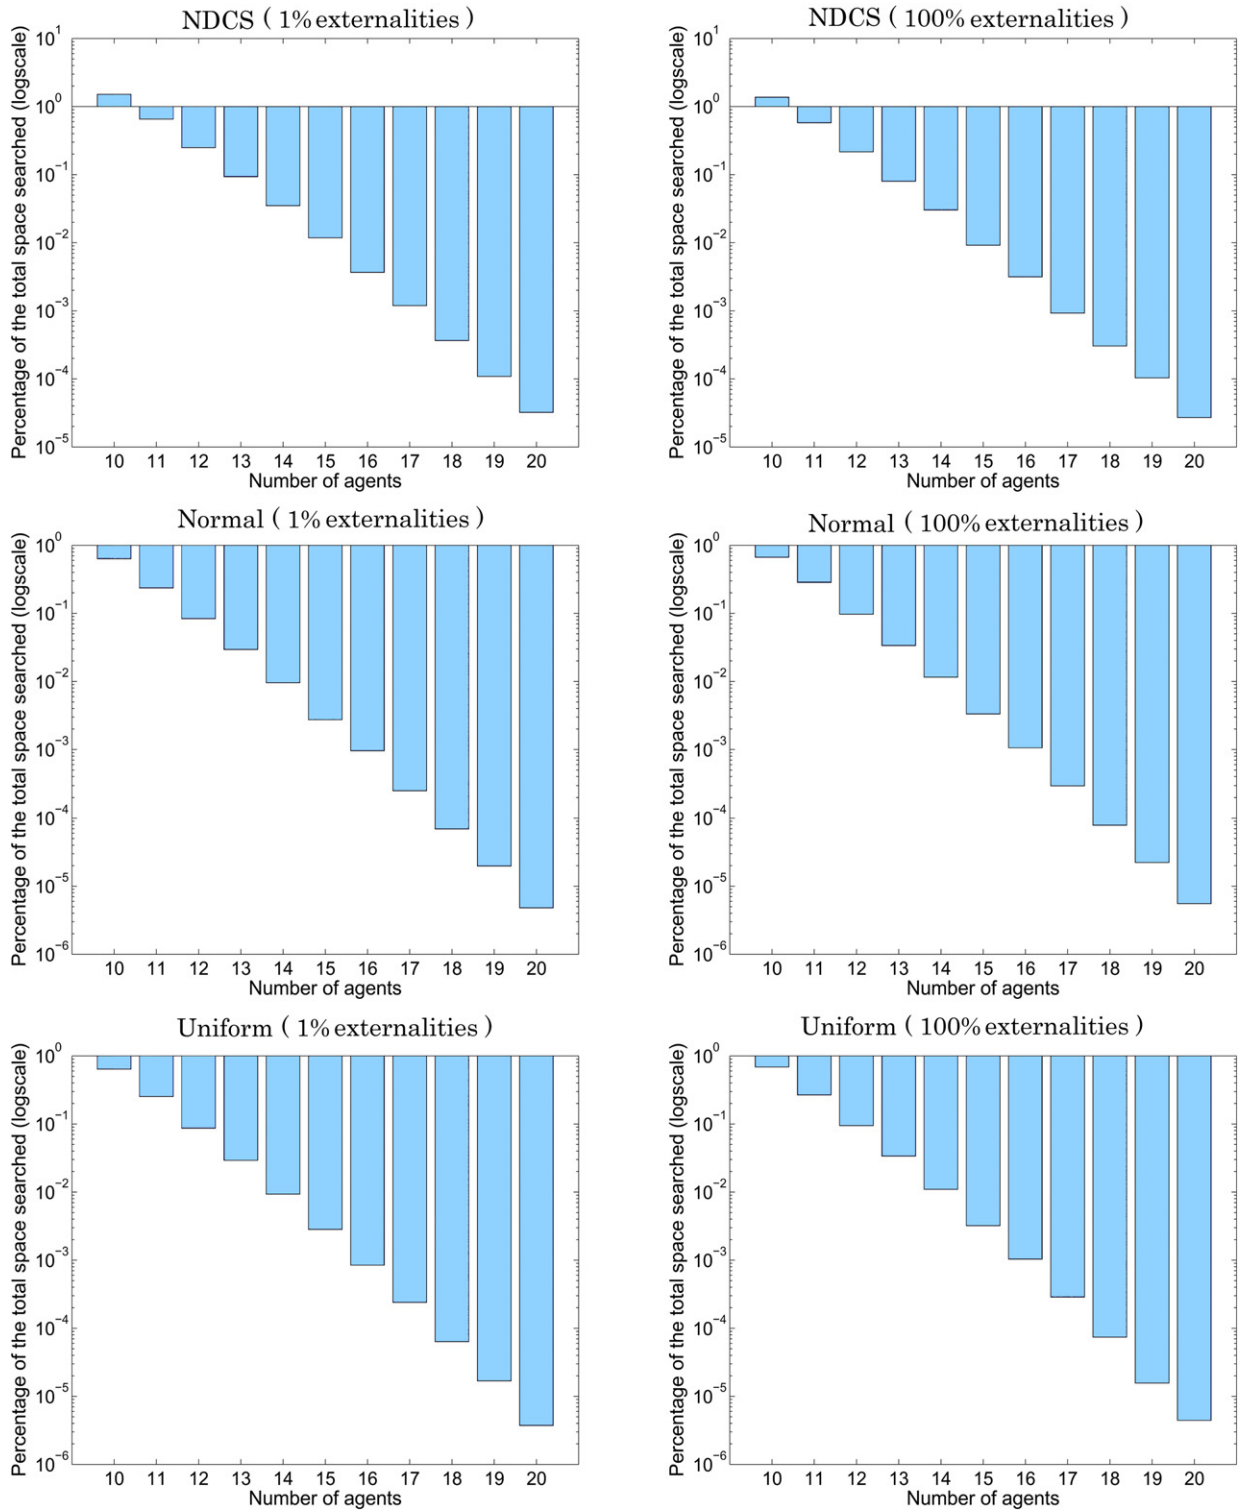 NDCS ( 1% externalities )
Percentage of the total space searched (logscale)
10^1
10^0
10^−1
10^−2
10^−3
10^−4
10^−5
10 11 12 13 14 15 16 17 18 19 20
Number of agents
NDCS ( 100% externalities )
Percentage of the total space searched (logscale)
10^1
10^0
10^−1
10^−2
10^−3
10^−4
10^−5
10 11 12 13 14 15 16 17 18 19 20
Number of agents
Normal ( 1% externalities )
Percentage of the total space searched (logscale)
10^0
10^−1
10^−2
10^−3
10^−4
10^−5
10^−6
10 11 12 13 14 15 16 17 18 19 20
Number of agents
Normal ( 100% externalities )
Percentage of the total space searched (logscale)
10^0
10^−1
10^−2
10^−3
10^−4
10^−5
10^−6
10 11 12 13 14 15 16 17 18 19 20
Number of agents
Uniform ( 1% externalities )
Percentage of the total space searched (logscale)
10^0
10^−1
10^−2
10^−3
10^−4
10^−5
10^−6
10 11 12 13 14 15 16 17 18 19 20
Number of agents
Uniform ( 100% externalities )
Percentage of the total space searched (logscale)
10^0
10^−1
10^−2
10^−3
10^−4
10^−5
10^−6
10 11 12 13 14 15 16 17 18 19 20
Number of agents